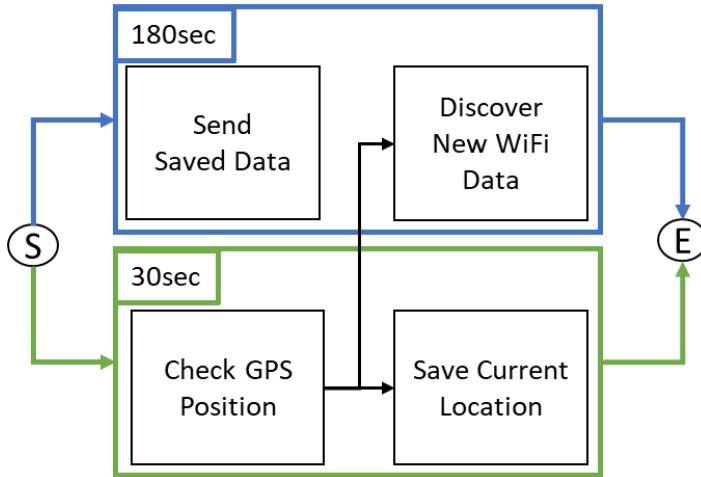 180sec
Send
Saved Data
Discover
New WiFi
Data
S
E
30sec
Check GPS
Position
Save Current
Location